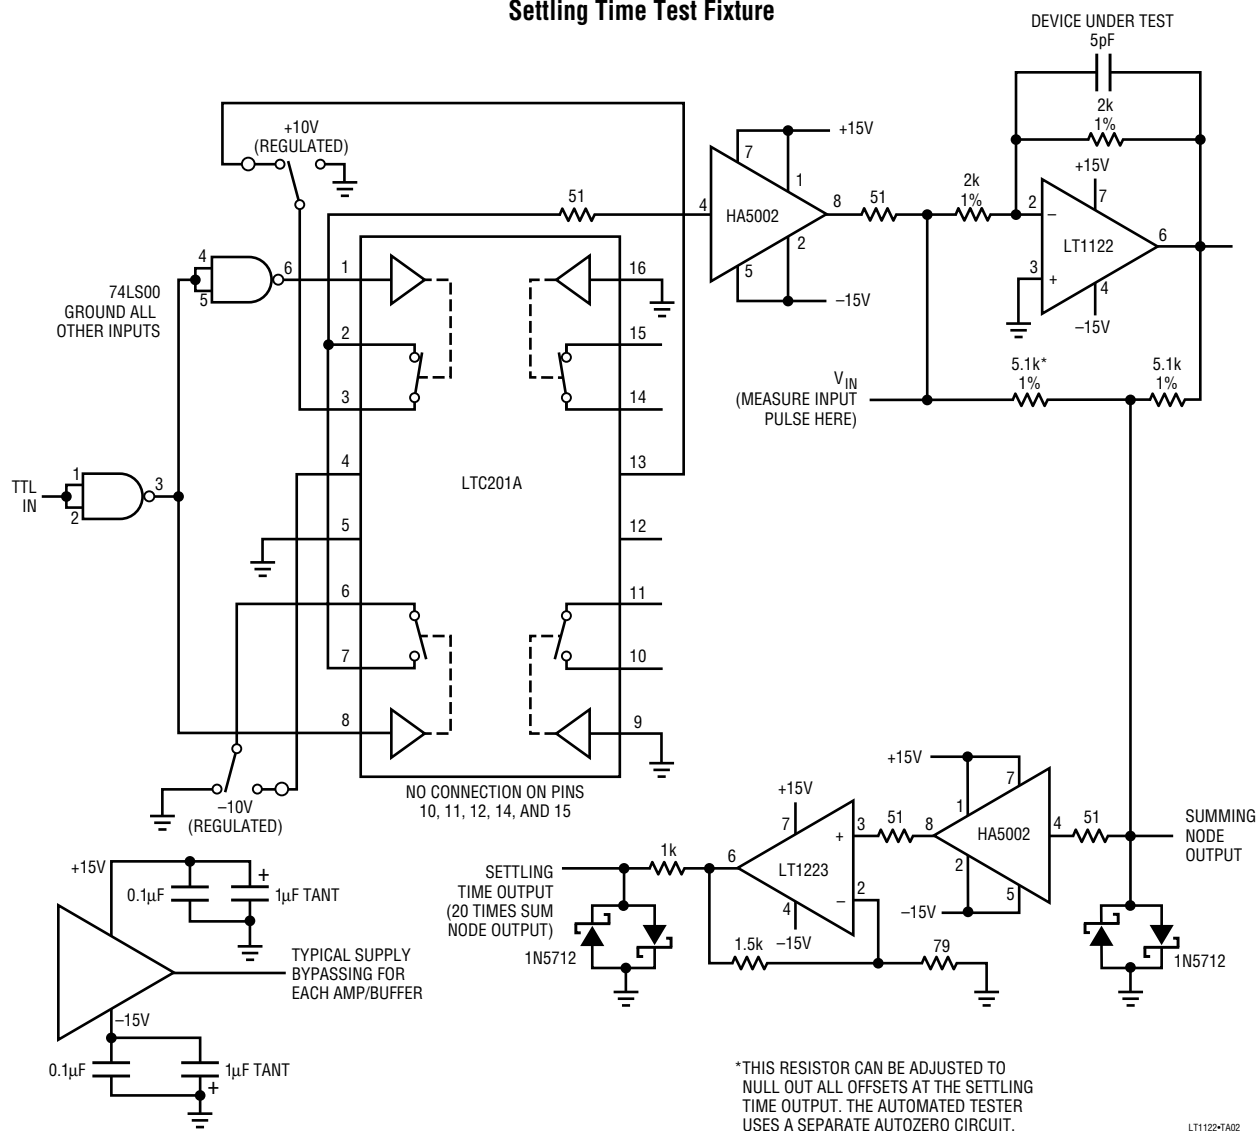 Settling Time Test Fixture
DEVICE UNDER TEST
5pF
2k
1%
+15V
7
2
–
LT1122
6
3
+
4
–15V
+10V
(REGULATED)
51
4
7
+15V
1
HA5002
8
51
2k
1%
2
5
–15V
4
5
6
74LS00
GROUND ALL
OTHER INPUTS
1
2
3
4
5
6
7
8
16
15
14
13
12
11
10
9
LTC201A
TTL
IN
1
2
3
VIN
(MEASURE INPUT
PULSE HERE)
5.1k*
1%
5.1k
1%
–10V
(REGULATED)
NO CONNECTION ON PINS
10, 11, 12, 14, AND 15
+15V
7
1
HA5002
8
4
51
51
2
5
–15V
SUMMING
NODE
OUTPUT
1N5712
+15V
7
3
+
LT1223
6
2
–
4
–15V
1k
SETTLING
TIME OUTPUT
(20 TIMES SUM
NODE OUTPUT)
1N5712
1.5k
79
+15V
0.1µF
+
1µF TANT
TYPICAL SUPPLY
BYPASSING FOR
EACH AMP/BUFFER
–15V
0.1µF
1µF TANT
+
*THIS RESISTOR CAN BE ADJUSTED TO
NULL OUT ALL OFFSETS AT THE SETTLING
TIME OUTPUT. THE AUTOMATED TESTER
USES A SEPARATE AUTOZERO CIRCUIT.
LT1122•TA02